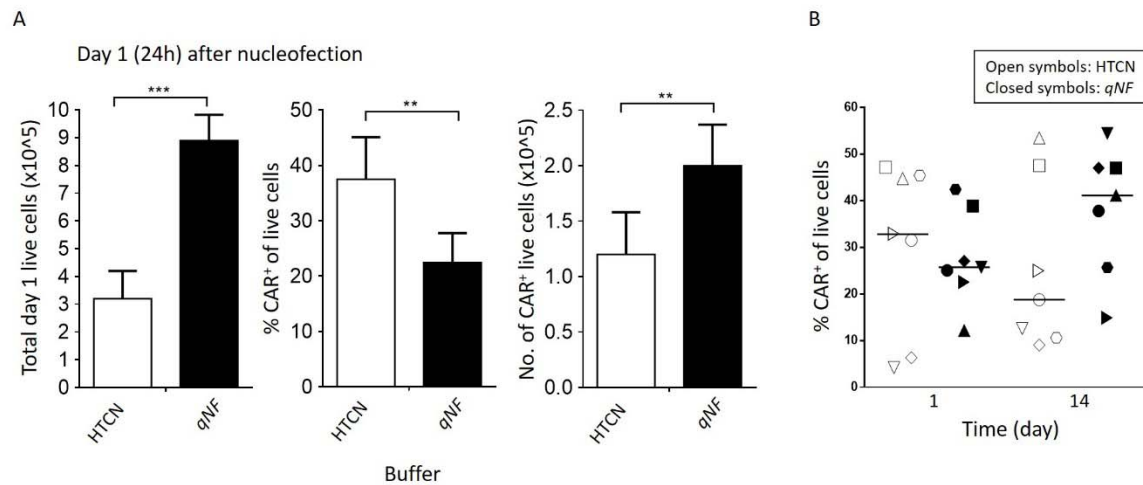 A
B
Day 1 (24h) after nucleofection
Open symbols: HTCN
Closed symbols: qNF
***
**
**
Total day 1 live cells (x10^5)
10
9
8
7
6
5
4
3
2
1
0
HTCN
qNF
% CAR+ of live cells
50
40
30
20
10
0
HTCN
qNF
No. of CAR+ live cells (x10^5)
2.5
2.0
1.5
1.0
0.5
0.0
HTCN
qNF
Buffer
% CAR+ of live cells
60
50
40
30
20
10
0
1
14
Time (day)